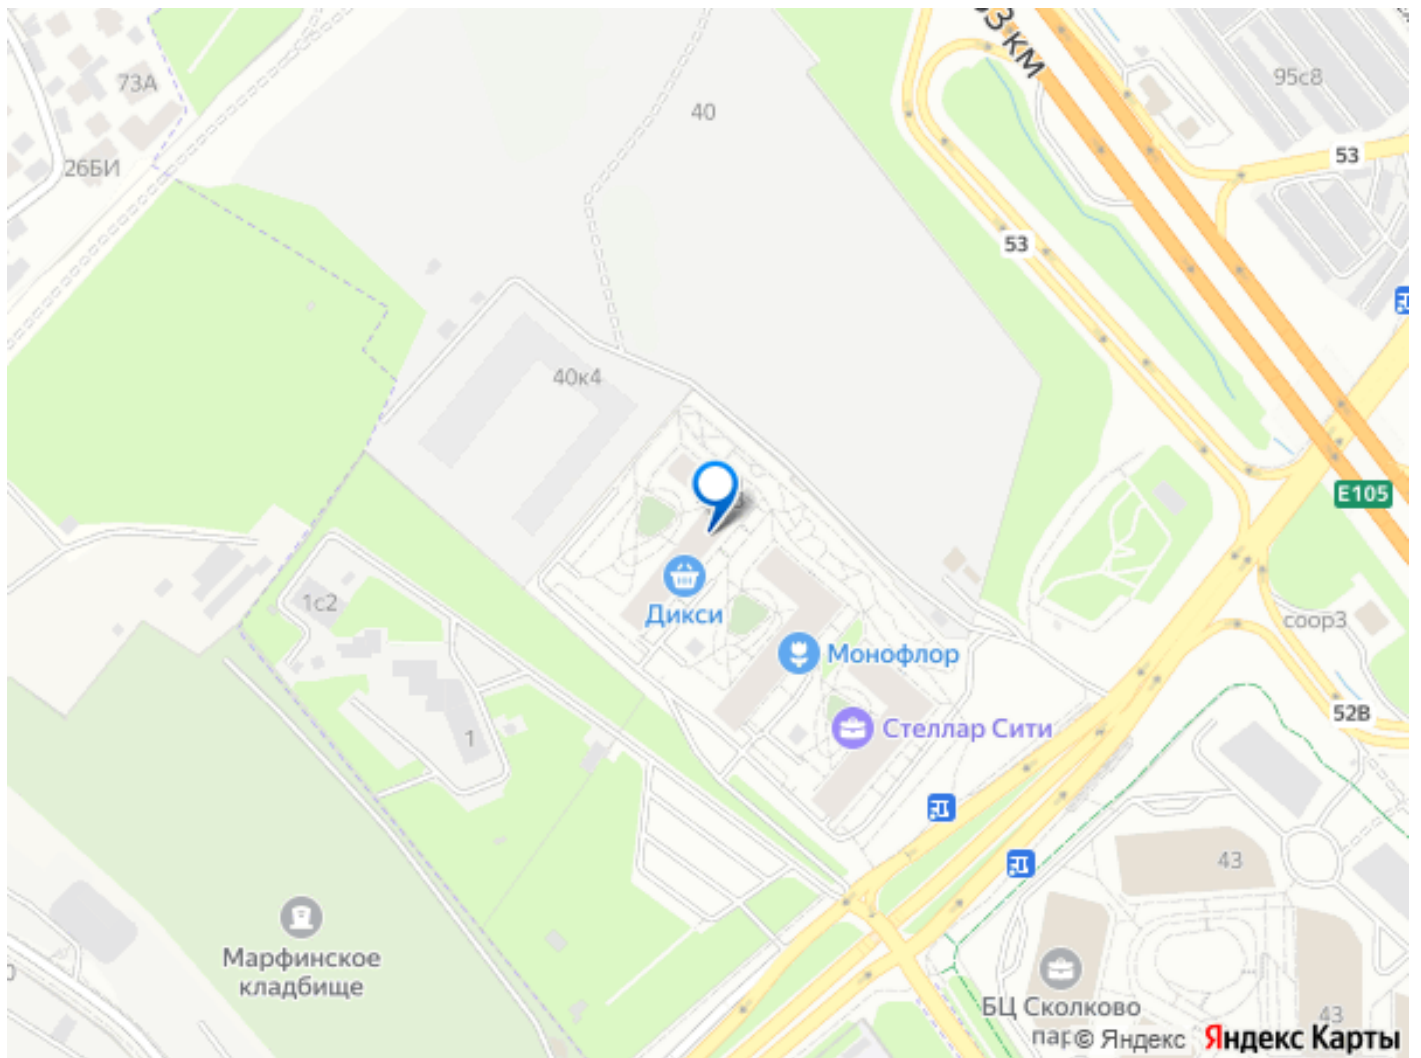 53 км
95с8
73А
40
53
26БИ
53
40к4
E105
1с2
Дикси
соор3
Монофлор
52В
Стеллар Сити
1
43
Марфинское
кладбище
БЦ Сколково
43
© Яндекс
Яндекс Карты